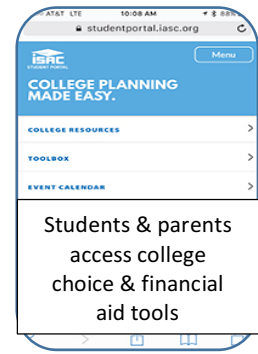 AT&T LTE 10:08 AM 88%
studentportal.iasc.org
ISAC
STUDENT PORTAL
Menu
COLLEGE PLANNING
MADE EASY.
COLLEGE RESOURCES
TOOLBOX
EVENT CALENDAR
Students & parents
access college
choice & financial
aid tools